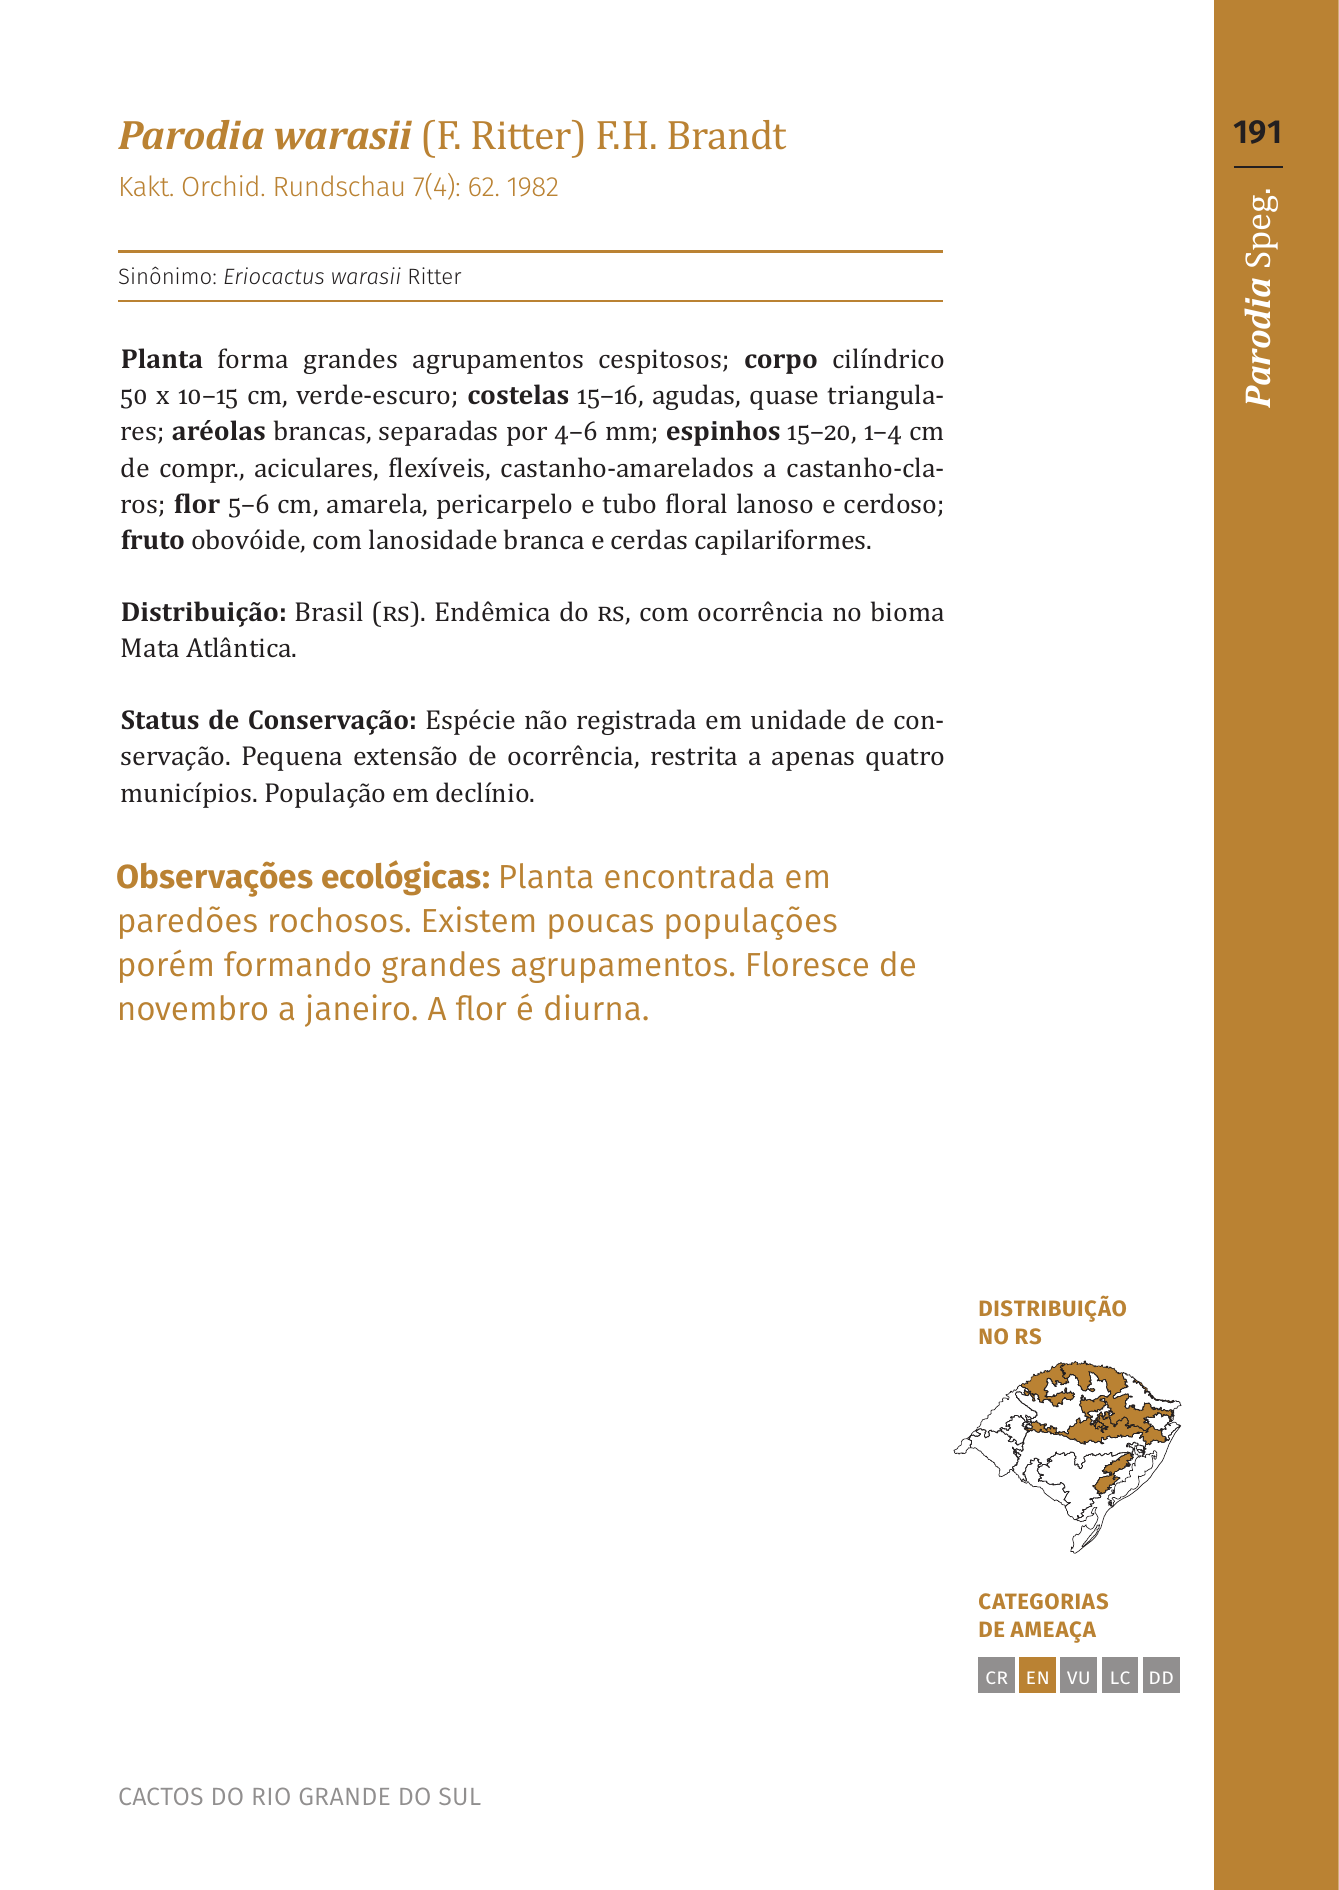 Parodia warasii (F. Ritter) F.H. Brandt
Kakt. Orchid. Rundschau 7(4): 62. 1982
Sinônimo: Eriocactus warasii Ritter
Planta forma grandes agrupamentos cespitosos; corpo cilíndrico
50 x 10–15 cm, verde-escuro; costelas 15–16, agudas, quase triangula-
res; aréolas brancas, separadas por 4–6 mm; espinhos 15–20, 1–4 cm
de compr., aciculares, flexíveis, castanho-amarelados a castanho-cla-
ros; flor 5–6 cm, amarela, pericarpelo e tubo floral lanoso e cerdoso;
fruto obovóide, com lanosidade branca e cerdas capilariformes.
Distribuição: Brasil (RS). Endêmica do RS, com ocorrência no bioma
Mata Atlântica.
Status de Conservação: Espécie não registrada em unidade de con-
servação. Pequena extensão de ocorrência, restrita a apenas quatro
municípios. População em declínio.
Observações ecológicas: Planta encontrada em
paredões rochosos. Existem poucas populações
porém formando grandes agrupamentos. Floresce de
novembro a janeiro. A flor é diurna.
DISTRIBUIÇÃO
NO RS
CATEGORIAS
DE AMEAÇA
CR EN VU LC DD
CACTOS DO RIO GRANDE DO SUL
191
Parodia Speg.